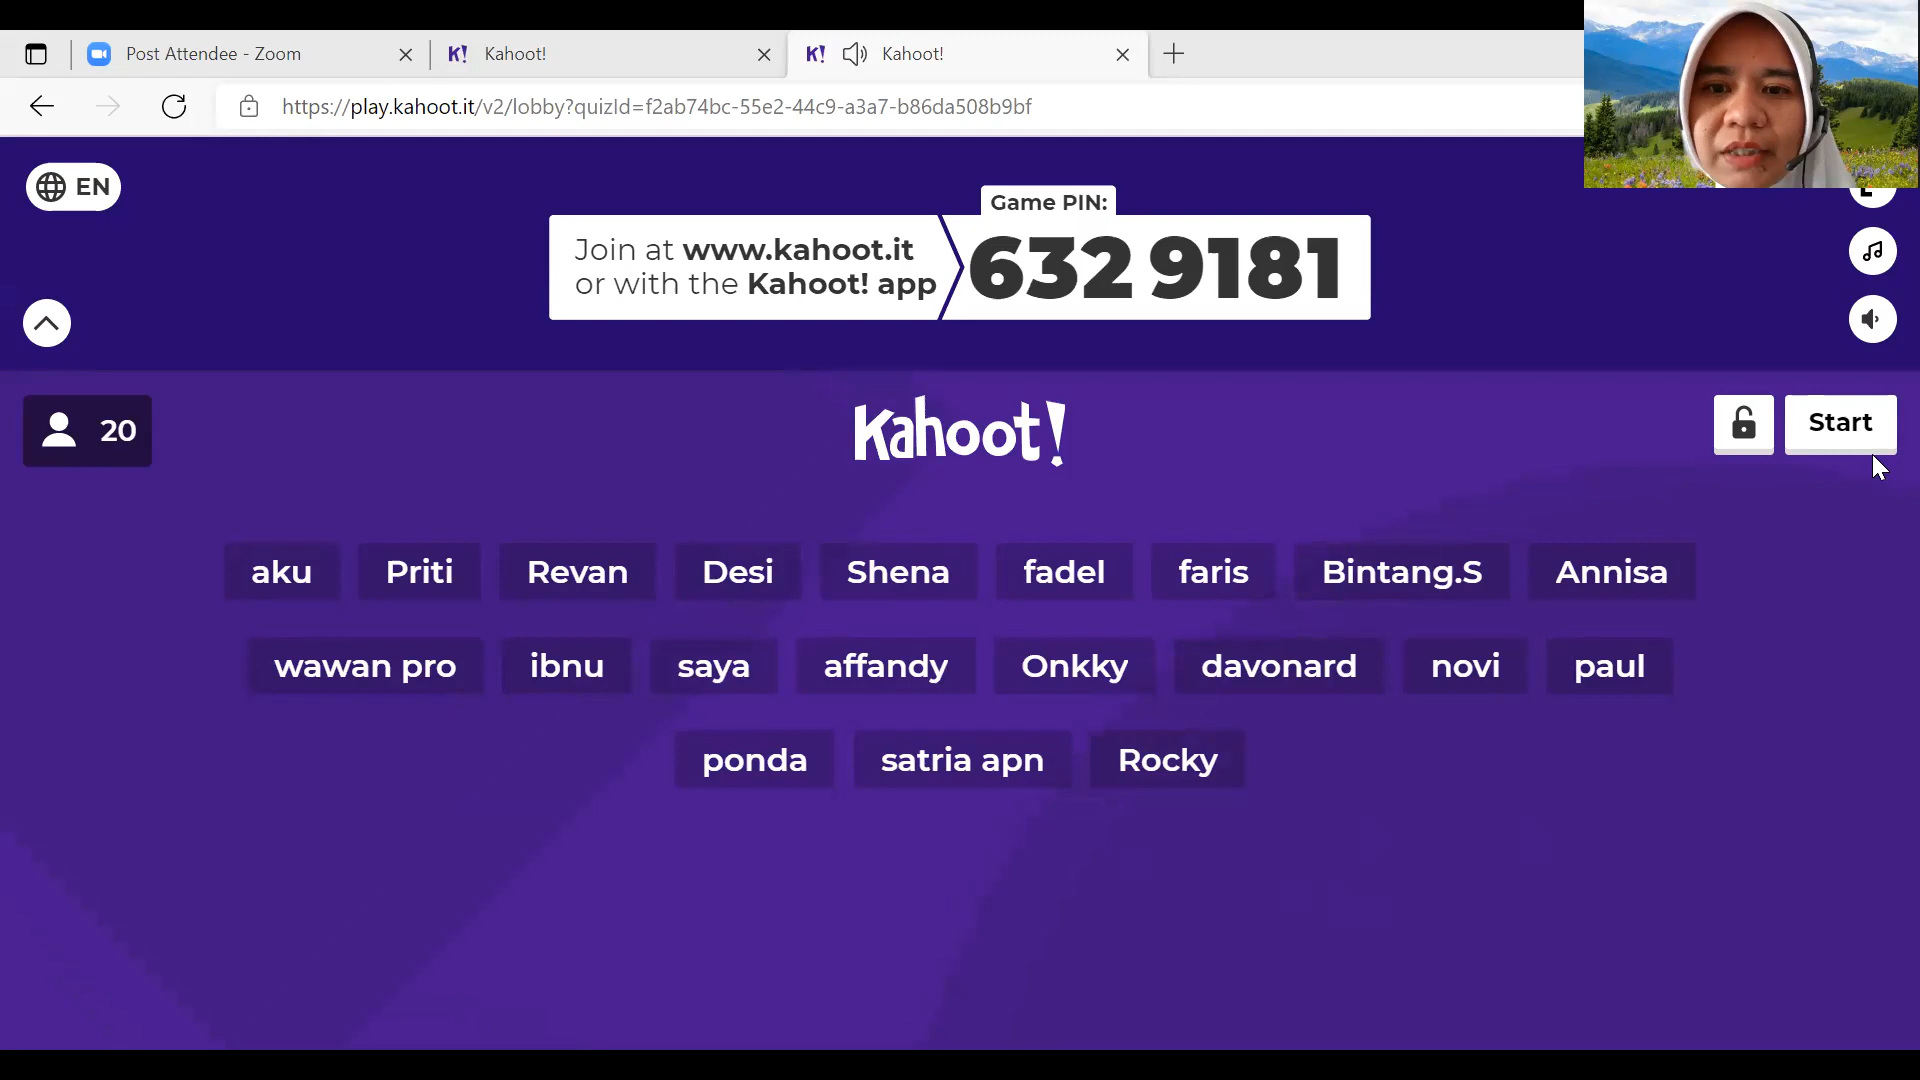 Post Attendee - Zoom
Kahoot!
Kahoot!
https://play.kahoot.it/v2/lobby?quizId=f2ab74bc-55e2-44c9-a3a7-b86da508b9bf
EN
Game PIN:
Join at www.kahoot.it
or with the Kahoot! app
632 9181
20
Kahoot!
Start
aku Priti Revan Desi Shena fadel faris Bintang.S Annisa
wawan pro ibnu saya affandy Onkky davonard novi paul
ponda satria apn Rocky